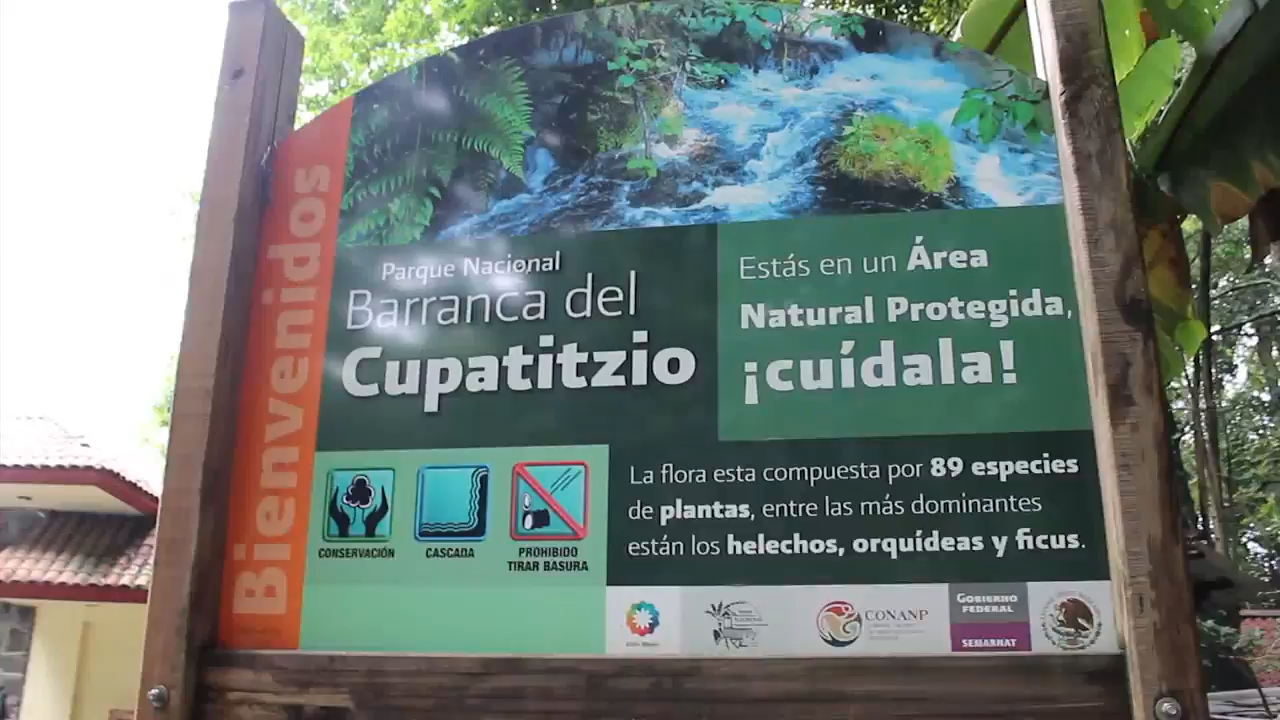 Bienvenidos
Parque Nacional
Barranca del
Cupatitzio
Estás en un Área
Natural Protegida,
¡cuídala!
CONSERVACIÓN
CASCADA
PROHIBIDO
TIRAR BASURA
La flora esta compuesta por 89 especies
de plantas, entre las más dominantes
están los helechos, orquídeas y ficus.
CONANP
GOBIERNO
FEDERAL
SEMARNAT